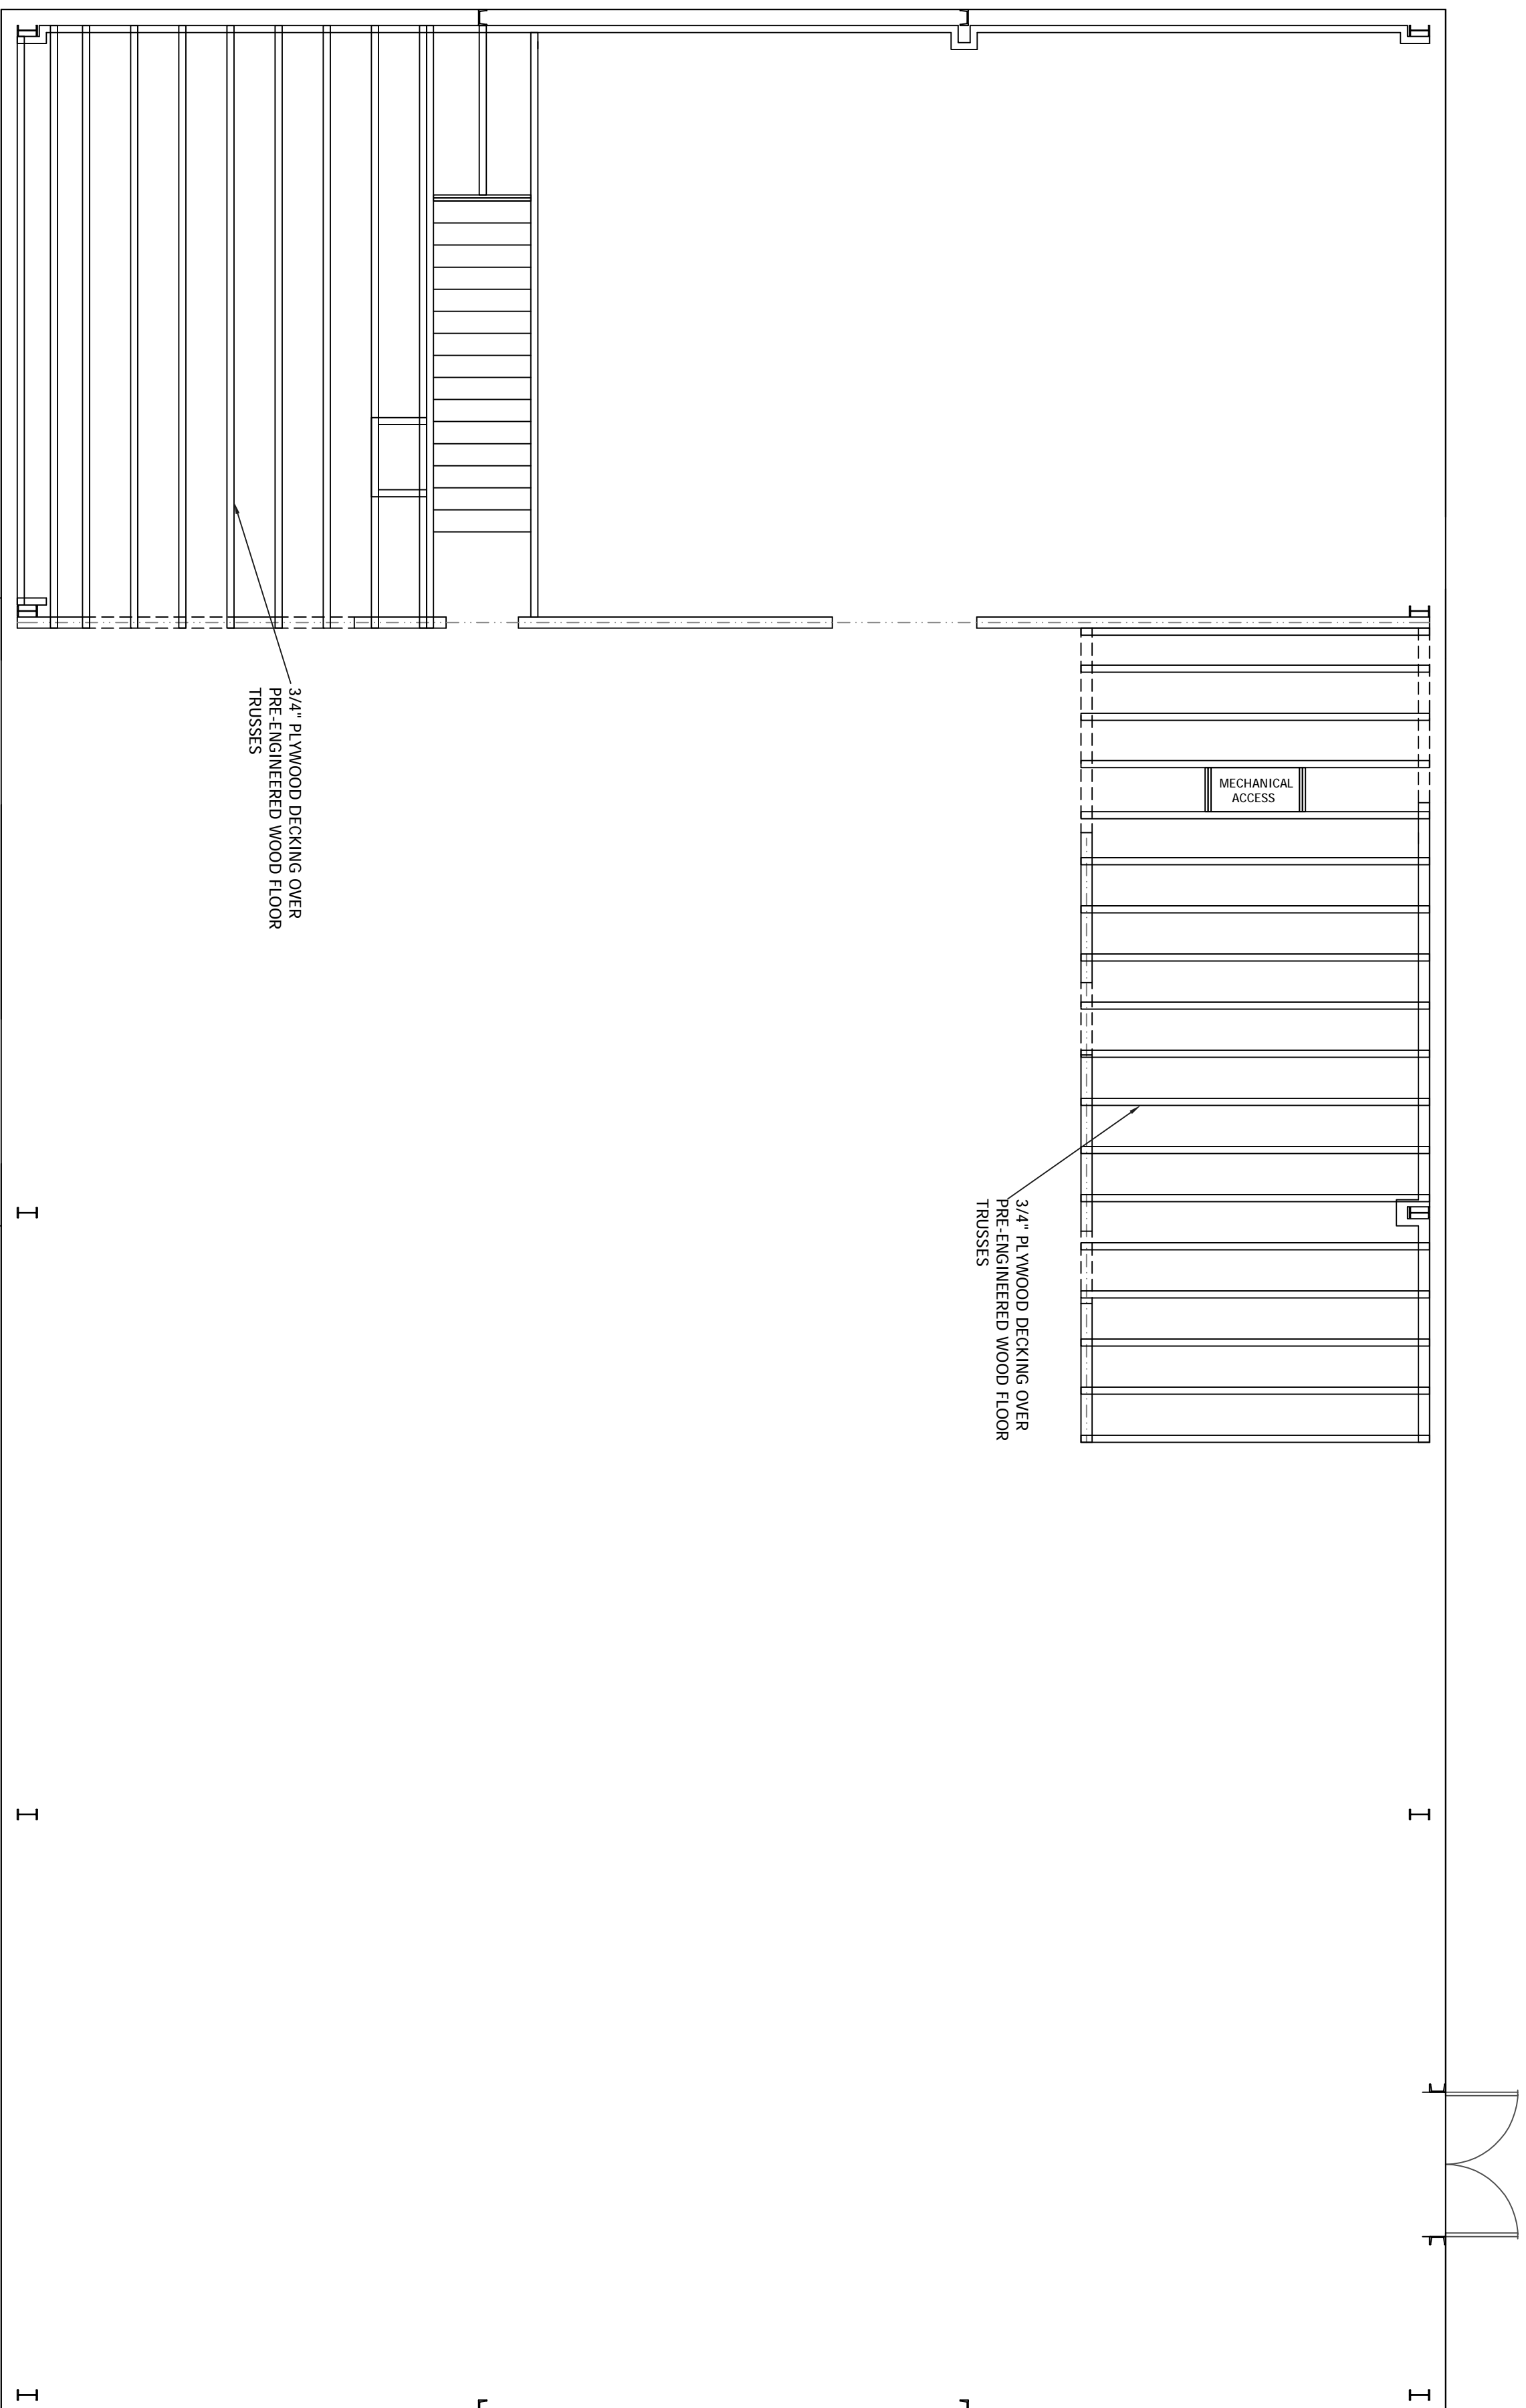 MECHANICAL
ACCESS
3/4" PLYWOOD DECKING OVER
PRE-ENGINEERED WOOD FLOOR
TRUSSES
3/4" PLYWOOD DECKING OVER
PRE-ENGINEERED WOOD FLOOR
TRUSSES